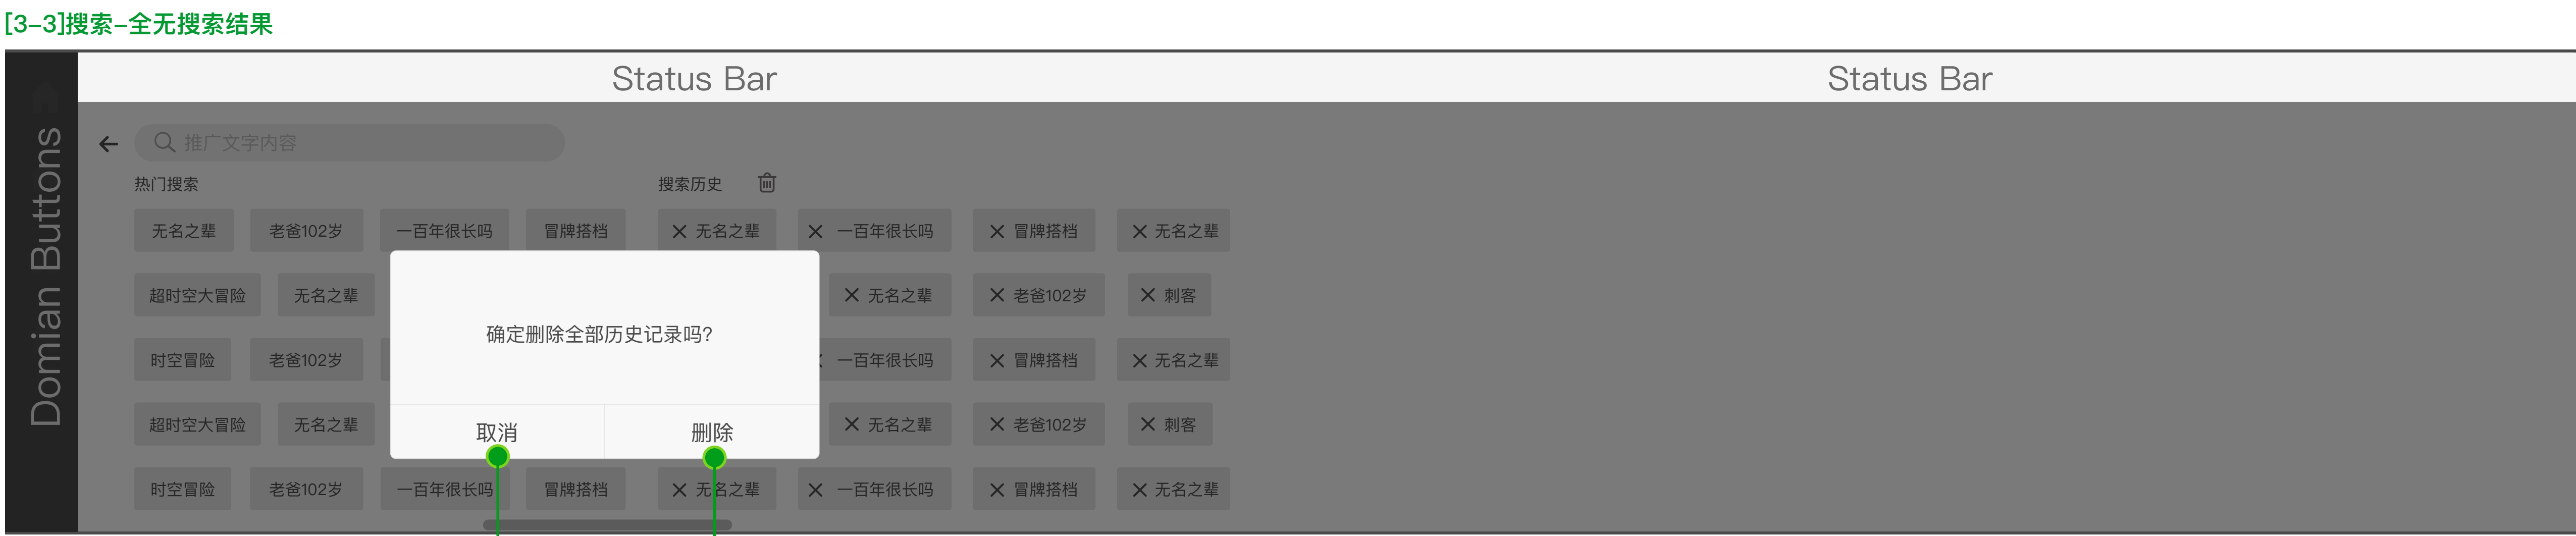 [3-3]搜索-全无搜索结果
Status Bar
Status Bar
Domian Buttons
推广文字内容
热门搜索
搜索历史
无名之辈 老爸102岁 一百年很长吗 冒牌搭档 无名之辈 一百年很长吗 冒牌搭档 无名之辈
超时空大冒险 无名之辈 无名之辈 老爸102岁 刺客
确定删除全部历史记录吗?
时空冒险 老爸102岁 一百年很长吗 冒牌搭档 无名之辈
超时空大冒险 无名之辈 无名之辈 老爸102岁 刺客
取消 删除
时空冒险 老爸102岁 一百年很长吗 冒牌搭档 无名之辈 一百年很长吗 冒牌搭档 无名之辈